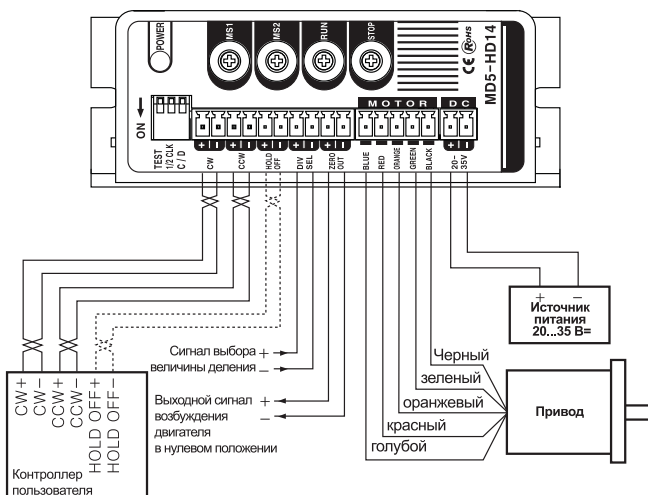 POWER
MS1
MS2
RUN
STOP
CE RoHS
MD5-HD14
MOTOR
DC
ON
TEST
1/2 CLK
C / D
+
CW
+
CCW
+
HOLD
OFF
+
DIV
SEL
+
ZERO
OUT
BLUE
RED
ORANGE
GREEN
BLACK
+
20-
35V
+ −
Источник
питания
20...35 В=
Сигнал выбора +
величины деления −
Выходной сигнал +
возбуждения −
двигателя
в нулевом положении
Черный
зеленый
оранжевый
красный
голубой
Привод
CW+
CW−
CCW+
CCW−
HOLD OFF+
HOLD OFF−
Контроллер
пользователя